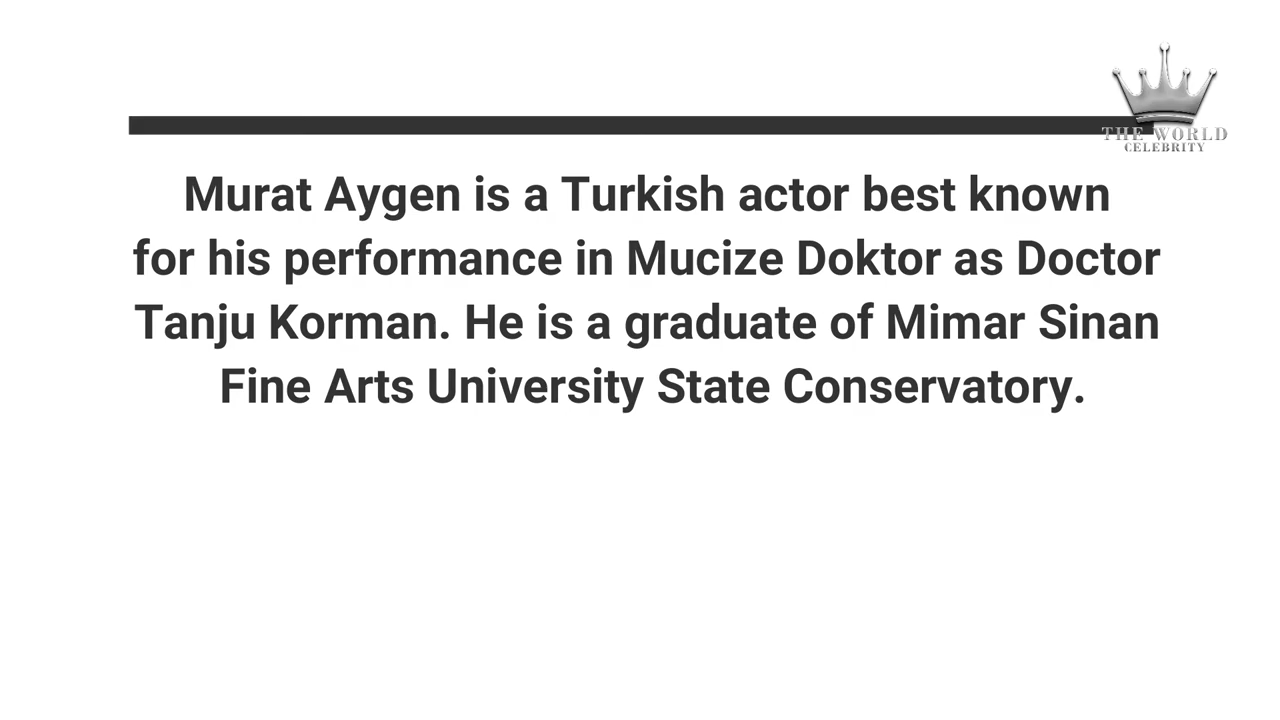 THE WORLD
CELEBRITY
Murat Aygen is a Turkish actor best known
for his performance in Mucize Doktor as Doctor
Tanju Korman. He is a graduate of Mimar Sinan
Fine Arts University State Conservatory.